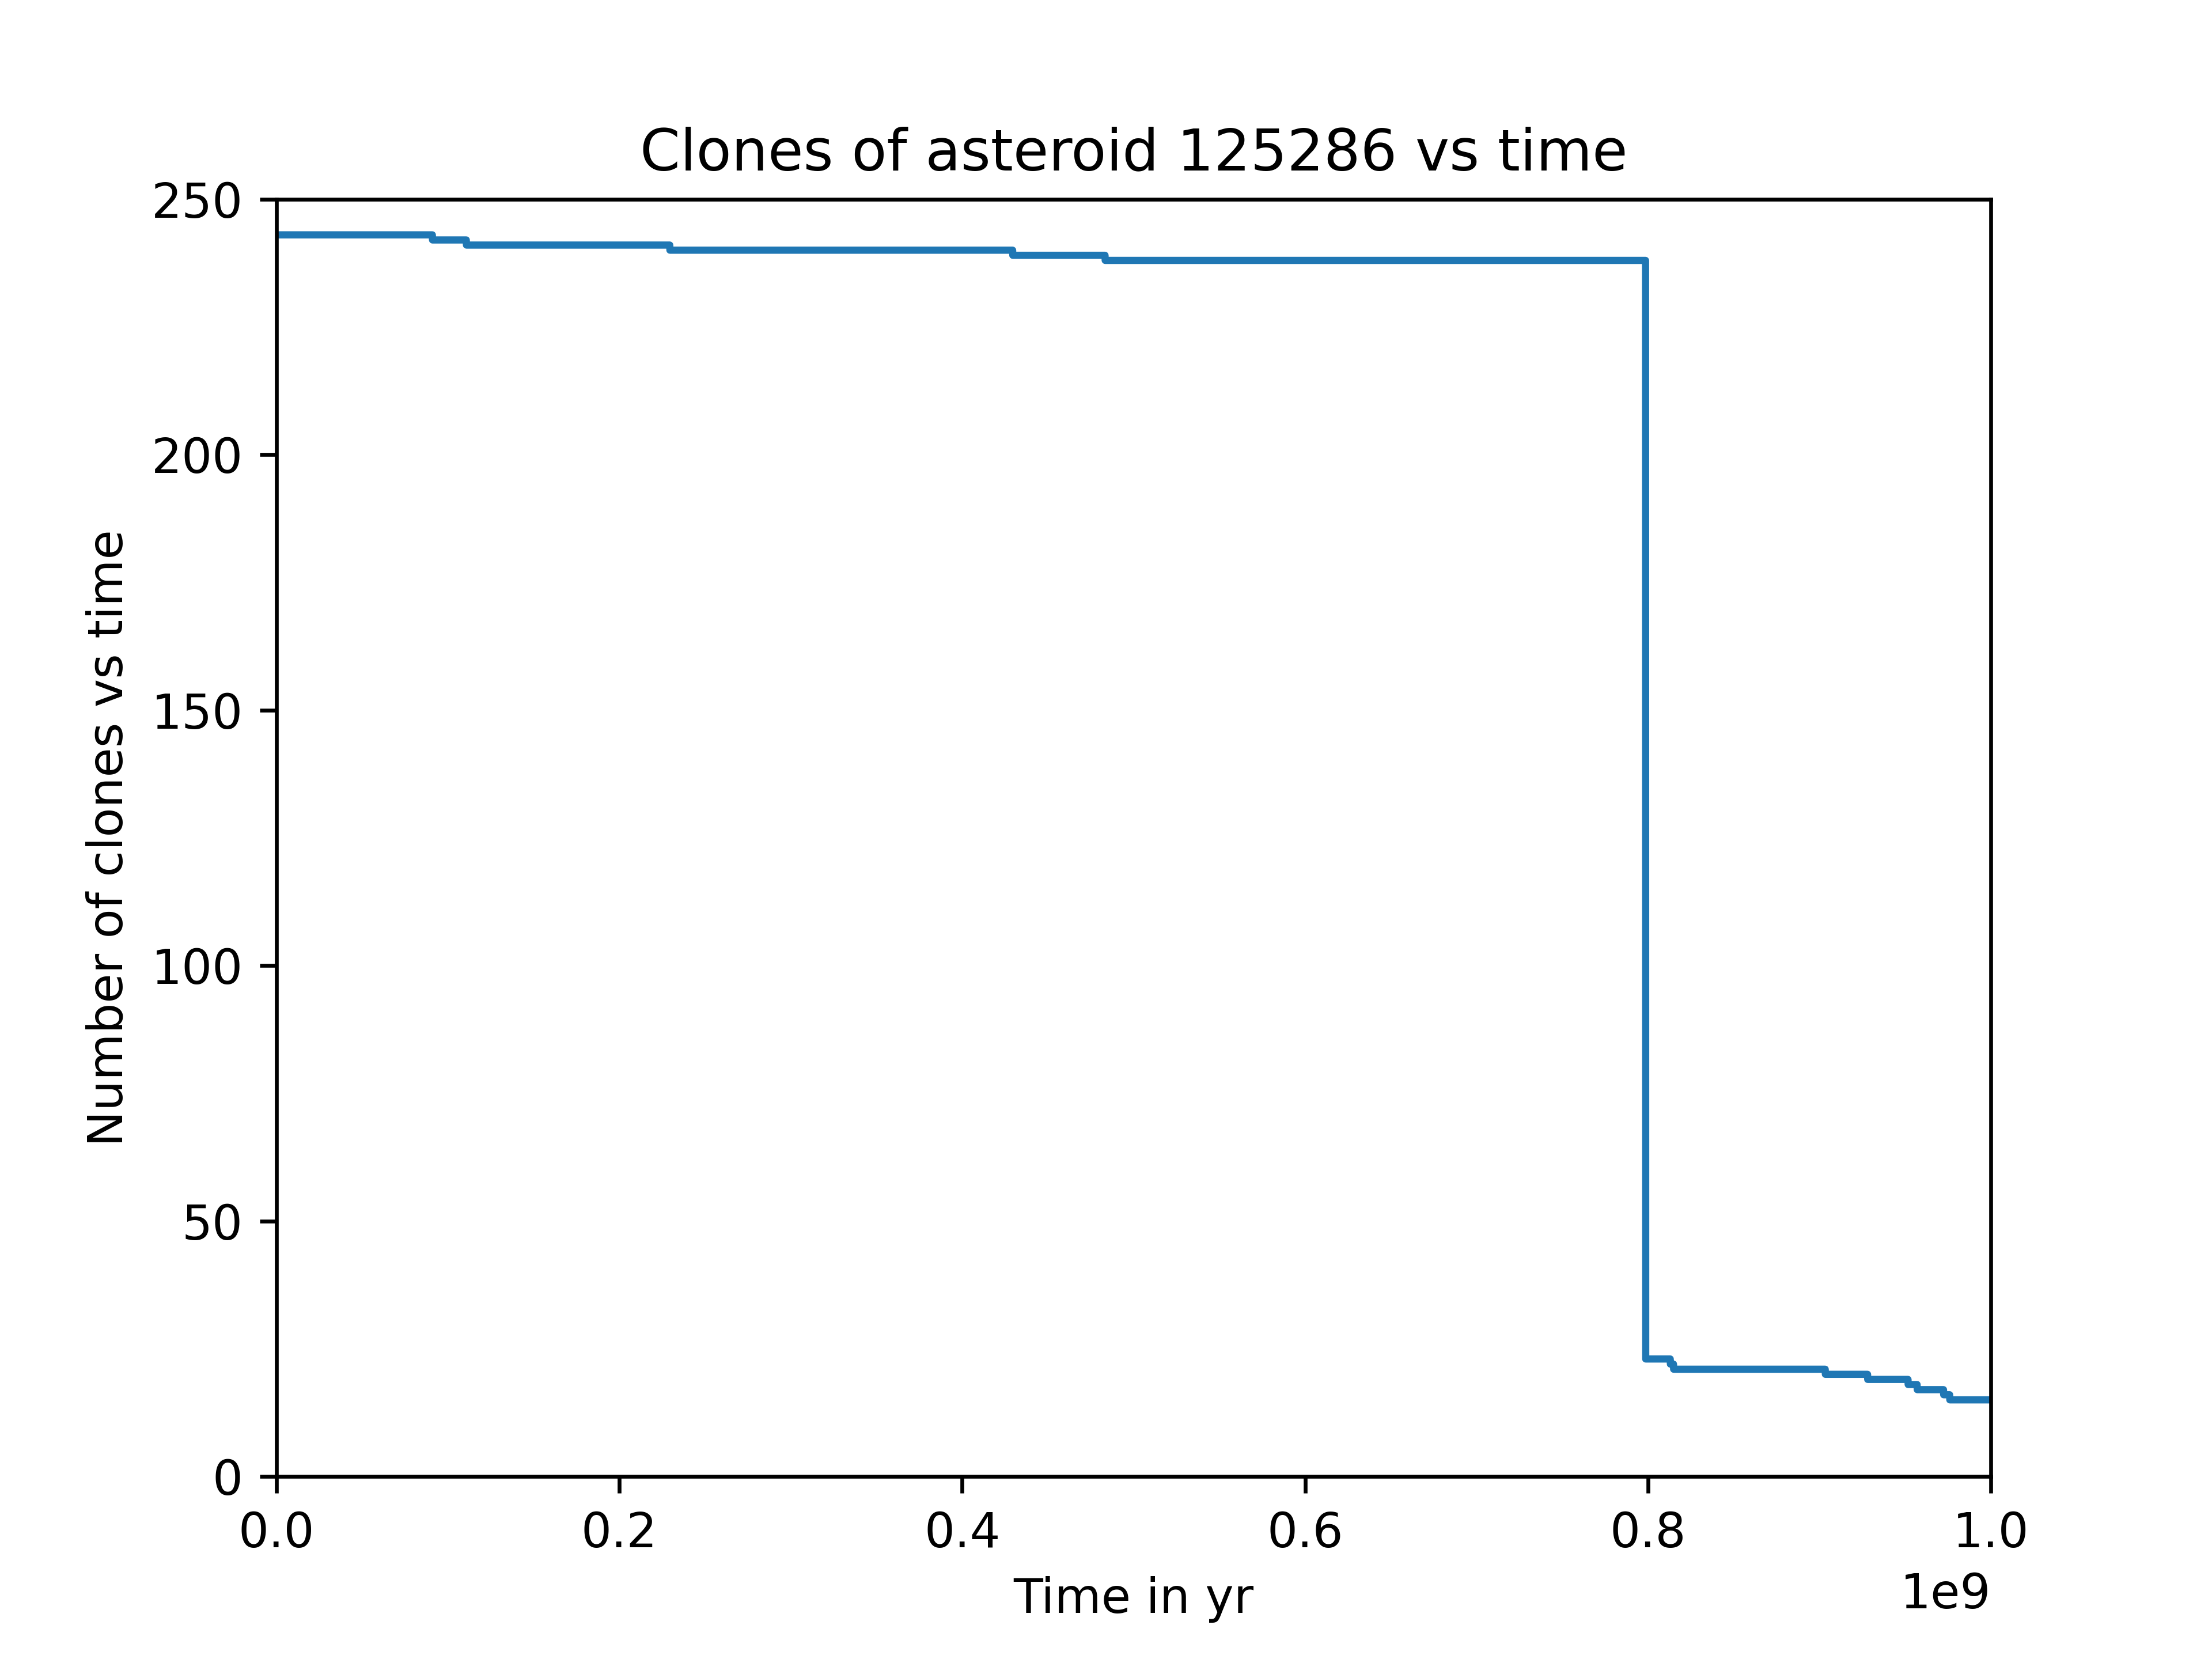 Clones of asteroid 125286 vs time
Number of clones vs time
250
200
150
100
50
0
0.0 0.2 0.4 0.6 0.8 1.0
1e9
Time in yr